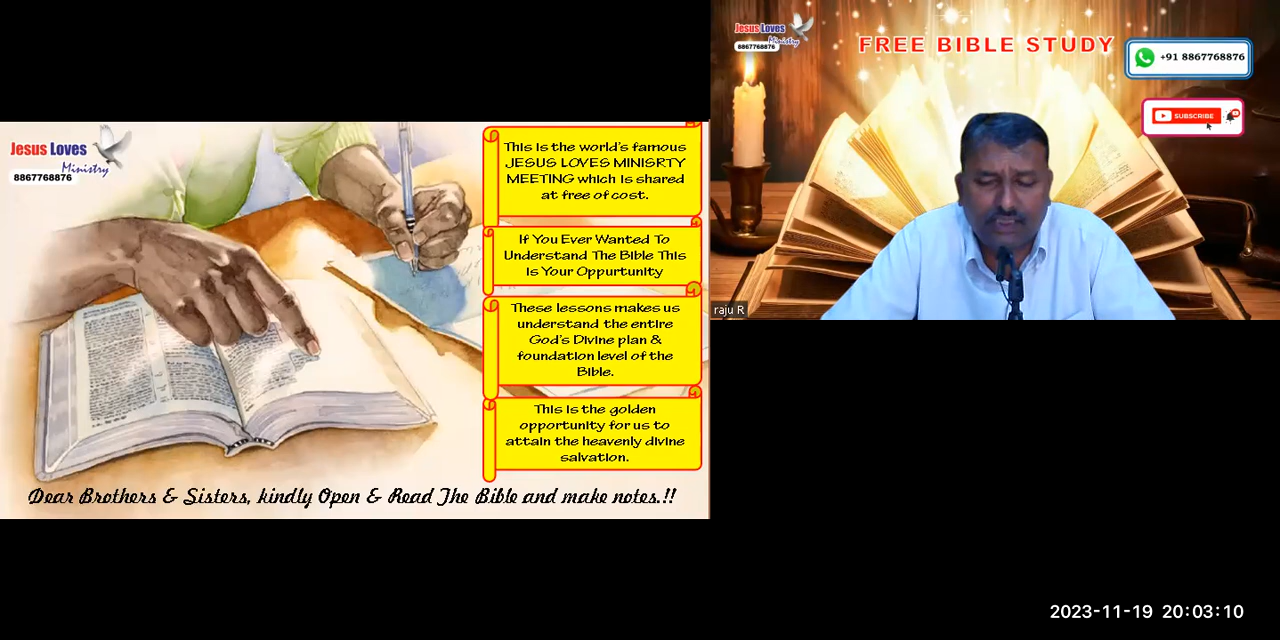 Jesus Loves
Ministry
8867768876
This is the world's famous
JESUS LOVES MINISRTY
MEETING which is shared
at free of cost.
If You Ever Wanted To
Understand The Bible This
is Your Oppurtunity
These lessons makes us
understand the entire
God's Divine plan &
foundation level of the
Bible.
This is the golden
opportunity for us to
attain the heavenly divine
salvation.
Dear Brothers & Sisters, kindly Open & Read The Bible and make notes.!!
Jesus Loves
Ministry
8867768876
FREE BIBLE STUDY
+91 8867768876
SUBSCRIBE
raju R
2023-11-19 20:03:10